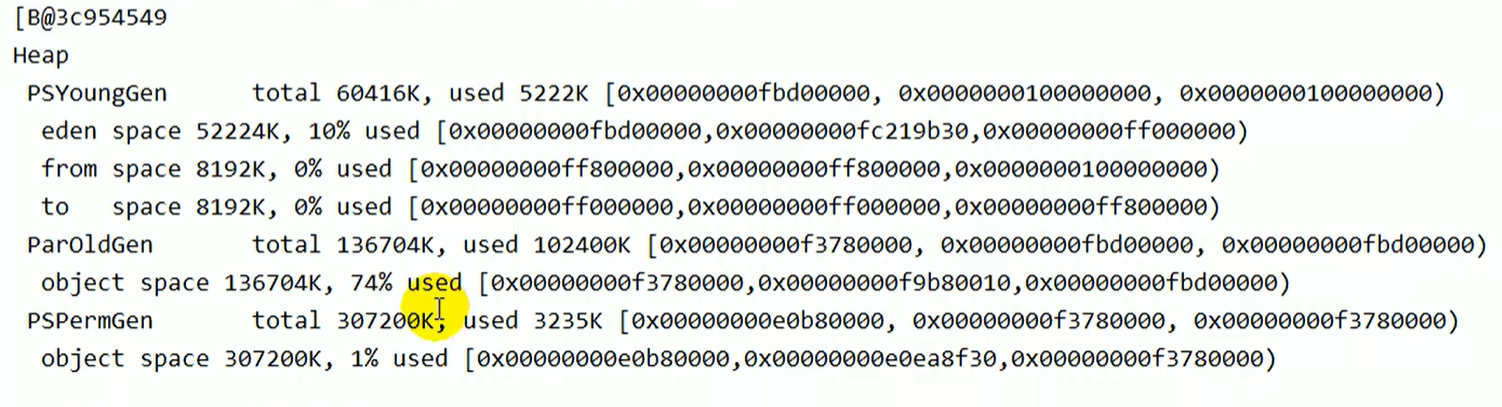 [B@3c954549
Heap
PSYoungGen total 60416K, used 5222K [0x00000000fbd00000, 0x0000000100000000, 0x0000000100000000)
eden space 52224K, 10% used [0x00000000fbd00000,0x00000000fc219b30,0x00000000ff000000)
from space 8192K, 0% used [0x00000000ff800000,0x00000000ff800000,0x0000000100000000)
to space 8192K, 0% used [0x00000000ff000000,0x00000000ff000000,0x00000000ff800000)
ParOldGen total 136704K, used 102400K [0x00000000f3780000, 0x00000000fbd00000, 0x00000000fbd00000)
object space 136704K, 74% used [0x00000000f3780000,0x00000000f9b80010,0x00000000fbd00000)
PSPermGen total 307200K, used 3235K [0x00000000e0b80000, 0x00000000f3780000, 0x00000000f3780000)
object space 307200K, 1% used [0x00000000e0b80000,0x00000000e0ea8f30,0x00000000f3780000)